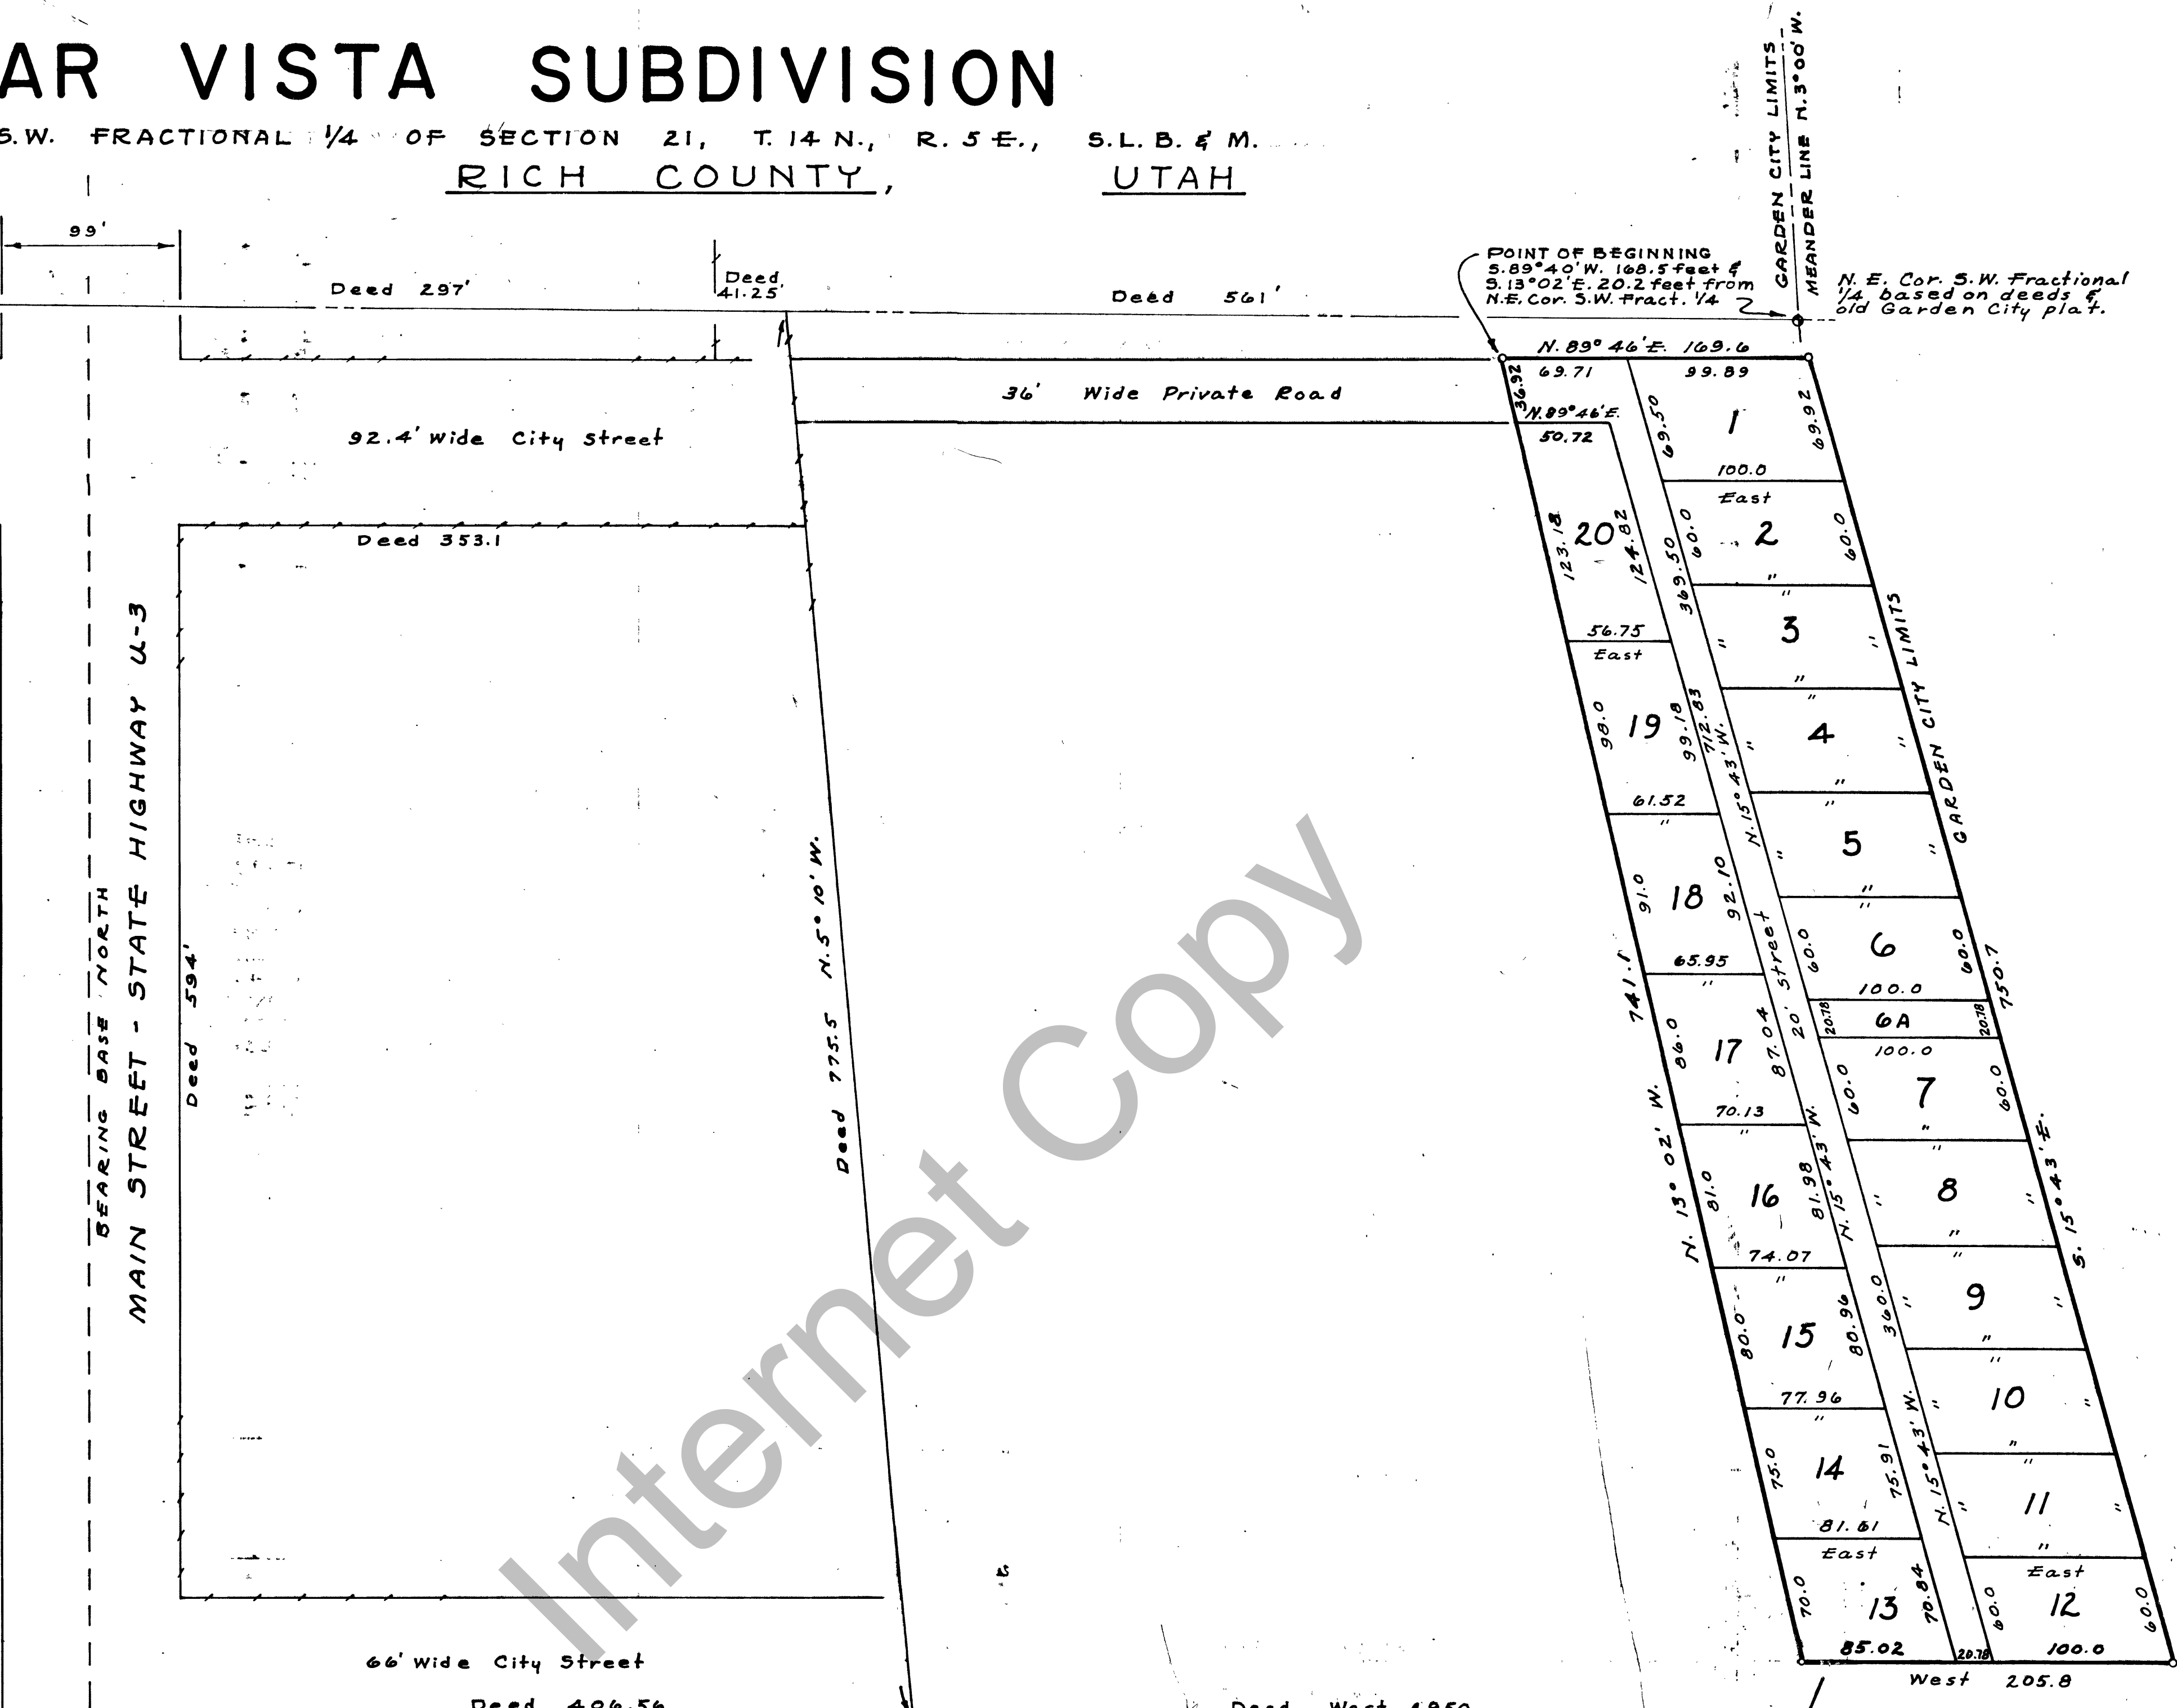 AR VISTA SUBDIVISION
S.W. FRACTIONAL 1/4 OF SECTION 21, T. 14 N., R. 5 E., S.L.B. & M.
RICH COUNTY, UTAH
GARDEN CITY LIMITS
MEANDER LINE N. 3° 00' W.
99'
Deed 297'
Deed 41.25'
Deed 561'
POINT OF BEGINNING
S. 89° 40' W. 168.5 feet &
S. 13° 02' E. 20.2 feet from
N.E. Cor. S.W. Fract. 1/4
N. E. Cor. S.W. Fractional
1/4 based on deeds &
old Garden City plat.
N. 89° 46' E. 169.6
69.71
99.89
36' Wide Private Road
36.92
N. 89° 46' E.
50.72
92.4' Wide City Street
Deed 353.1
69.50
1
69.92
100.0
East
60.0
2
60.0
"
"
"
3
"
"
"
"
4
"
"
"
"
5
"
"
"
60.0
6
60.0
100.0
20.78
6A
20.78
100.0
60.0
7
60.0
"
"
"
8
"
"
"
"
9
"
"
"
"
10
"
"
"
"
11
"
"
East
60.0
12
60.0
100.0
123.18
20
124.82
56.75
East
98.0
19
99.18
61.52
"
91.0
18
92.10
65.95
"
86.0
17
87.04
70.13
"
81.0
16
81.98
74.07
"
80.0
15
80.96
77.96
"
75.0
14
75.91
81.61
East
70.0
13
70.84
85.02
20.78
West 205.8
369.50
712.83
N. 15° 43' W.
20' Street
N. 15° 43' W.
360.0
N. 15° 43' W.
GARDEN CITY LIMITS
750.7
S. 15° 43' E.
741.1
N. 13° 02' W.
BEARING BASE NORTH
MAIN STREET - STATE HIGHWAY U-3
Deed 594'
Deed 775.5 N. 5° 10' W.
Internet Copy
66' Wide City Street
Deed 406.56
Deed West